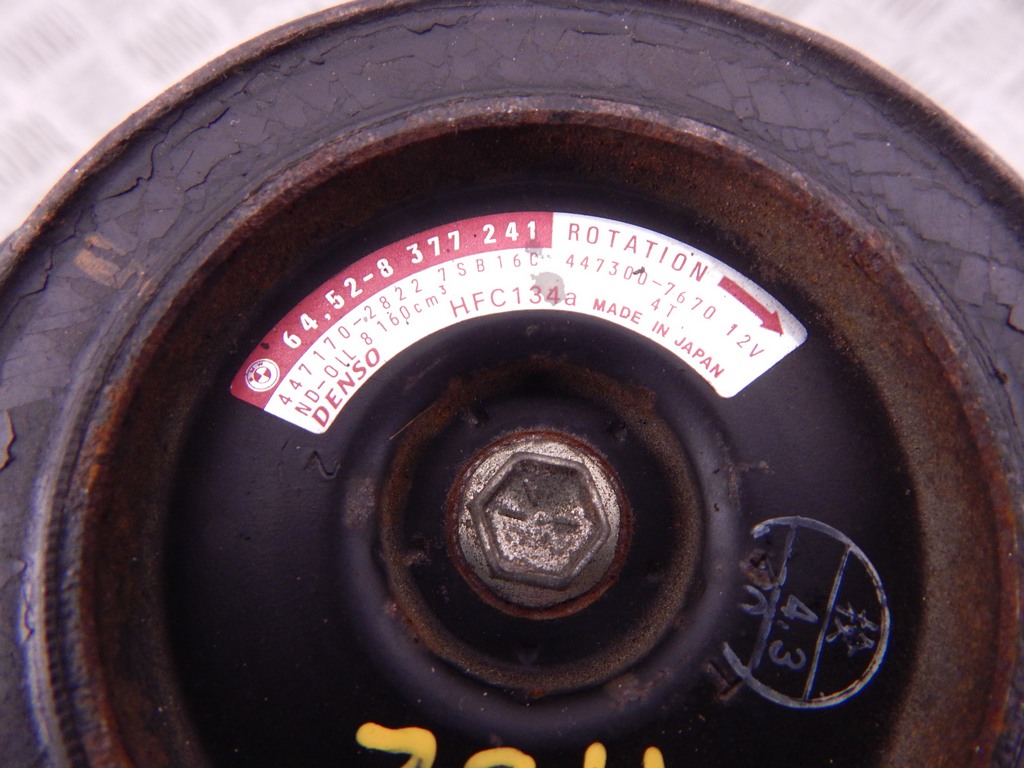 64.52-8 377 241 ROTATION
447170-2822 7SB16C 447300-7670 12V
ND-OIL 8 160cm³ HFC134a 4T
DENSO MADE IN JAPAN
4.3